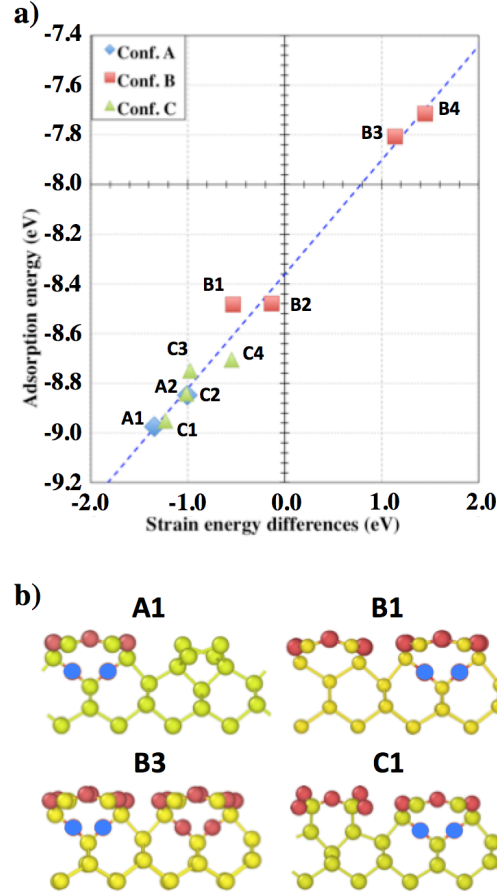 a)
-7.4
Conf. A
Conf. B
Conf. C
-7.6
B4
B3
-7.8
-8.0
Adsorption energy (eV)
-8.2
B1
B2
-8.4
-8.6
C3
C4
-8.8
A2
C2
A1
C1
-9.0
-9.2
-2.0 -1.0 0.0 1.0 2.0
Strain energy differences (eV)
b)
A1 B1
B3 C1